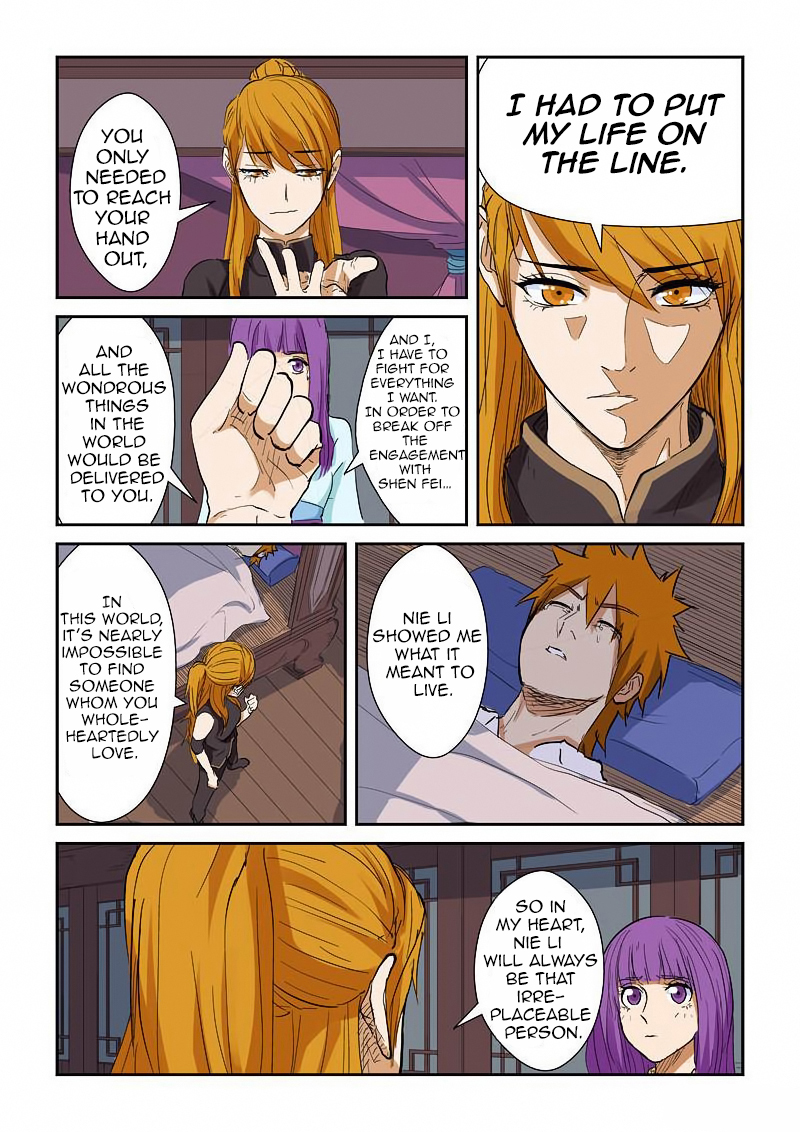 YOU
ONLY
NEEDED
TO REACH
YOUR
HAND
OUT,
AND
ALL THE
WONDROUS
THINGS
IN THE
WORLD
WOULD BE
DELIVERED
TO YOU.
AND I,
I HAVE TO
FIGHT FOR
EVERYTHING
I WANT.
IN ORDER TO
BREAK OFF
THE
ENGAGEMENT
WITH
SHEN FEI...
I HAD TO PUT
MY LIFE ON
THE LINE.
IN
THIS WORLD,
IT'S NEARLY
IMPOSSIBLE
TO FIND
SOMEONE
WHOM YOU
WHOLE-
HEARTEDLY
LOVE.
NIE LI
SHOWED ME
WHAT IT
MEANT TO
LIVE.
SO IN
MY HEART,
NIE LI
WILL ALWAYS
BE THAT
IRRE-
PLACEABLE
PERSON.